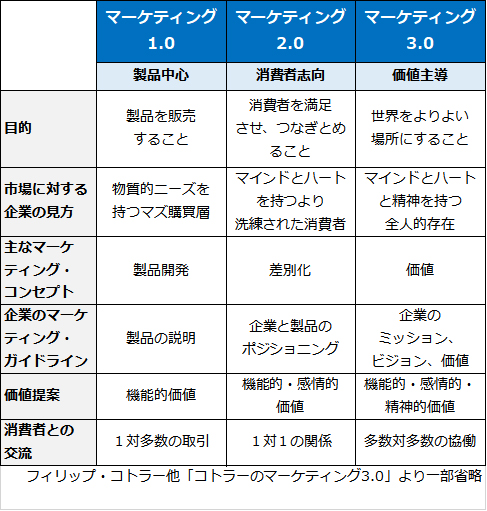 マーケティング
1.0
マーケティング
2.0
マーケティング
3.0
製品中心
消費者志向
価値主導
目的
製品を販売
すること
消費者を満足
させ、つなぎとめ
ること
世界をよりよい
場所にすること
市場に対する
企業の見方
物質的ニーズを
持つマズ購買層
マインドとハート
を持つより
洗練された消費者
マインドとハート
と精神を持つ
全人的存在
主なマーケ
ティング・
コンセプト
製品開発
差別化
価値
企業のマーケ
ティング・
ガイドライン
製品の説明
企業と製品の
ポジショニング
企業の
ミッション、
ビジョン、価値
価値提案
機能的価値
機能的・感情的
価値
機能的・感情的・
精神的価値
消費者との
交流
１対多数の取引
１対１の関係
多数対多数の協働
フィリップ・コトラー他「コトラーのマーケティング3.0」より一部省略